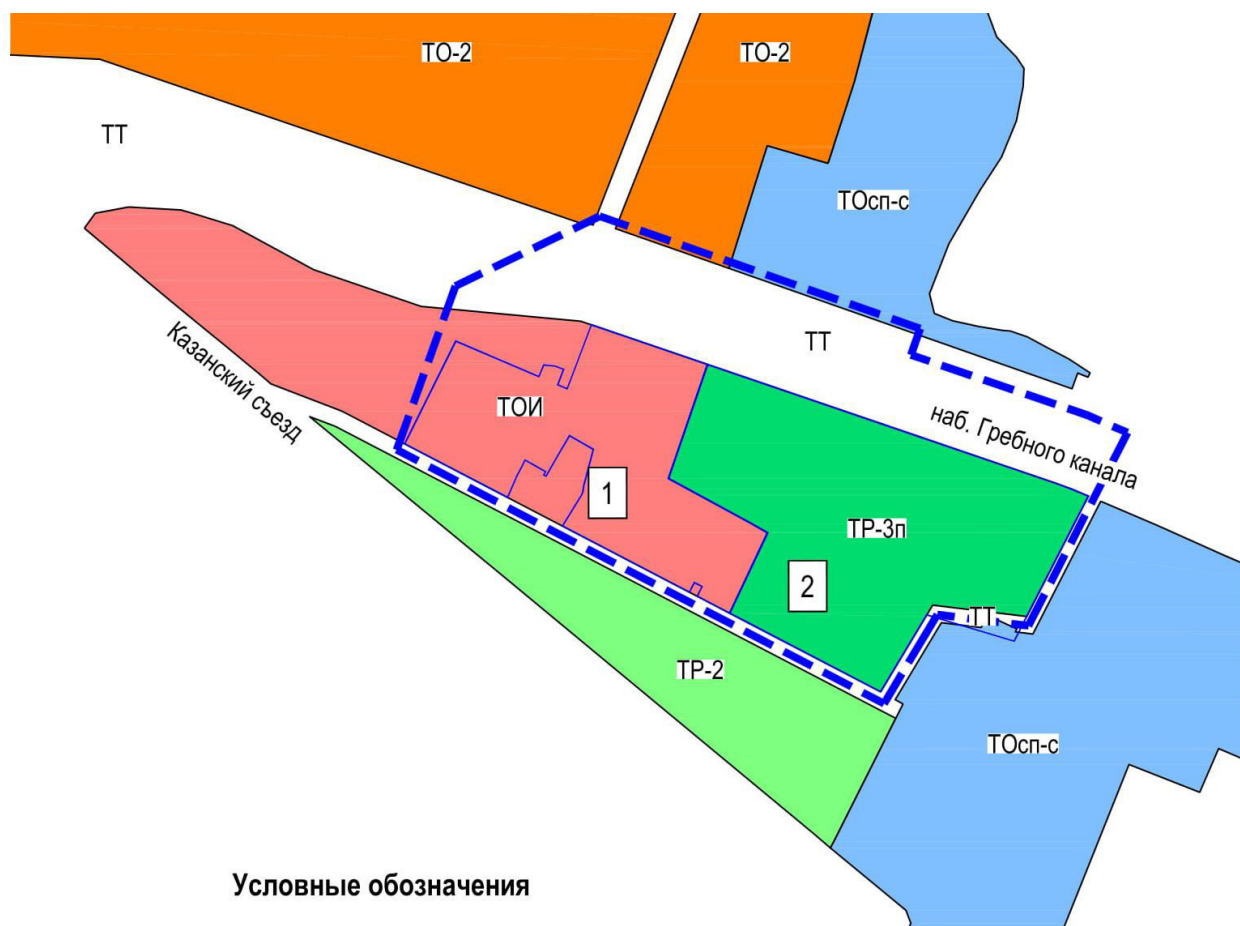 ТО-2
ТО-2
ТТ
ТОсп-с
ТТ
Казанский съезд
ТОИ
наб. Гребного канала
1
ТР-3п
2
ТТ
ТР-2
ТОсп-с
Условные обозначения